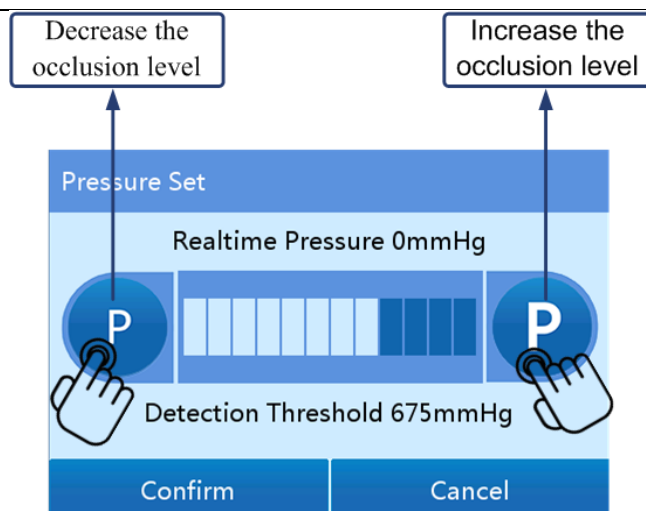 Decrease the
occlusion level
Increase the
occlusion level
Pressure Set
Realtime Pressure 0mmHg
P
P
Detection Threshold 675mmHg
Confirm
Cancel